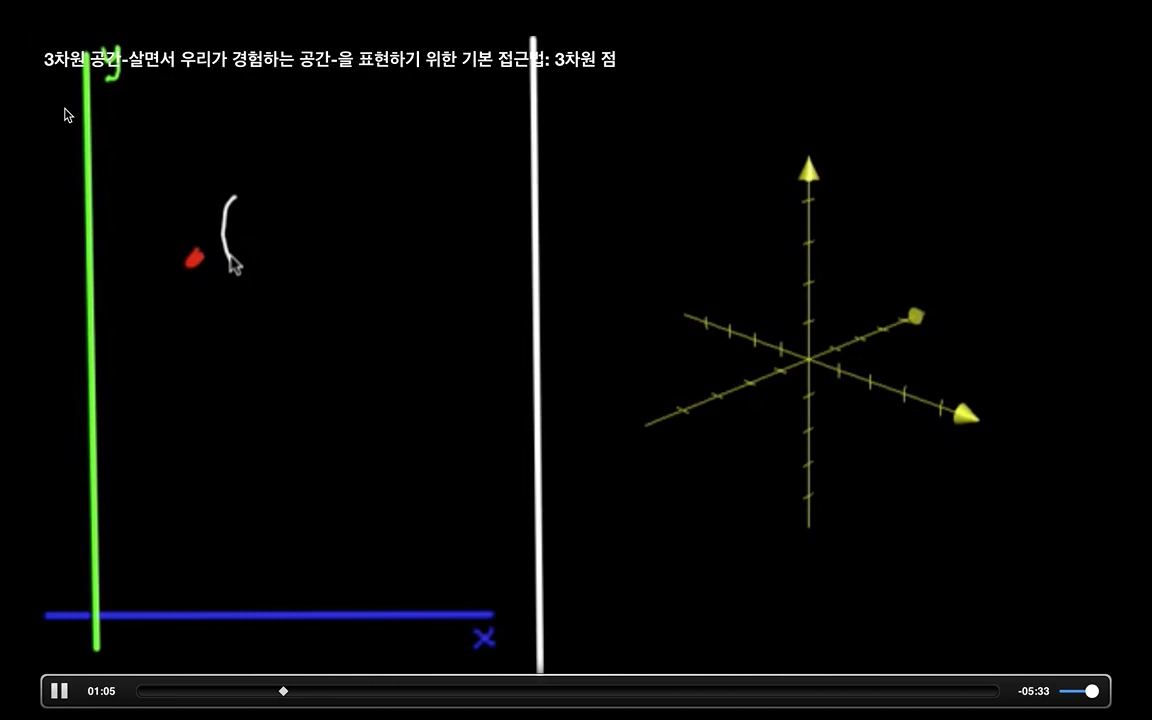 3차원 공간-살면서 우리가 경험하는 공간-을 표현하기 위한 기본 접근법: 3차원 점
y
(
x
01:05
-05:33